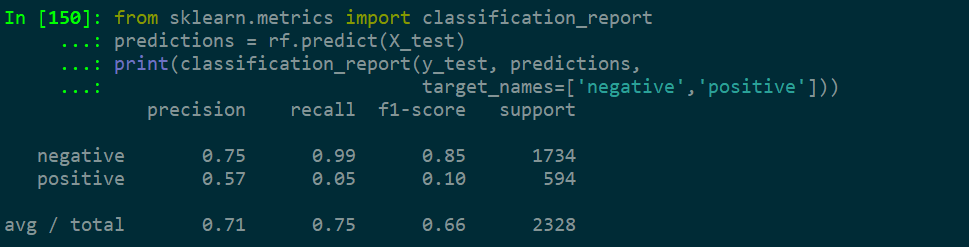 In [150]: from sklearn.metrics import classification_report
     ...: predictions = rf.predict(X_test)
     ...: print(classification_report(y_test, predictions,
     ...:                             target_names=['negative','positive']))
             precision    recall  f1-score   support

   negative       0.75      0.99      0.85      1734
   positive       0.57      0.05      0.10       594

avg / total       0.71      0.75      0.66      2328